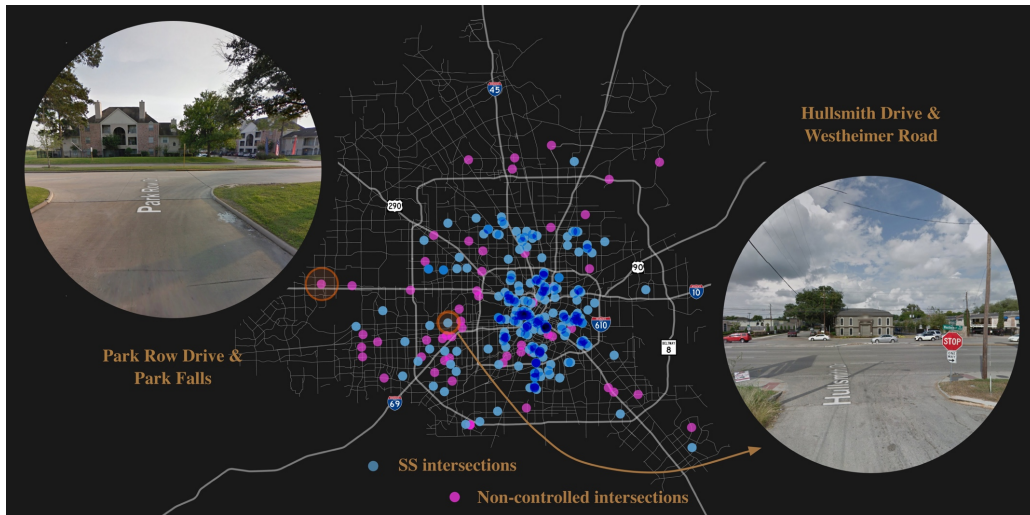 45
Hullsmith Drive &
Westheimer Road
Park Row D
290
90
10
610
8
STOP
Hullsmith D
Park Row Drive &
Park Falls
69
SS intersections
Non-controlled intersections